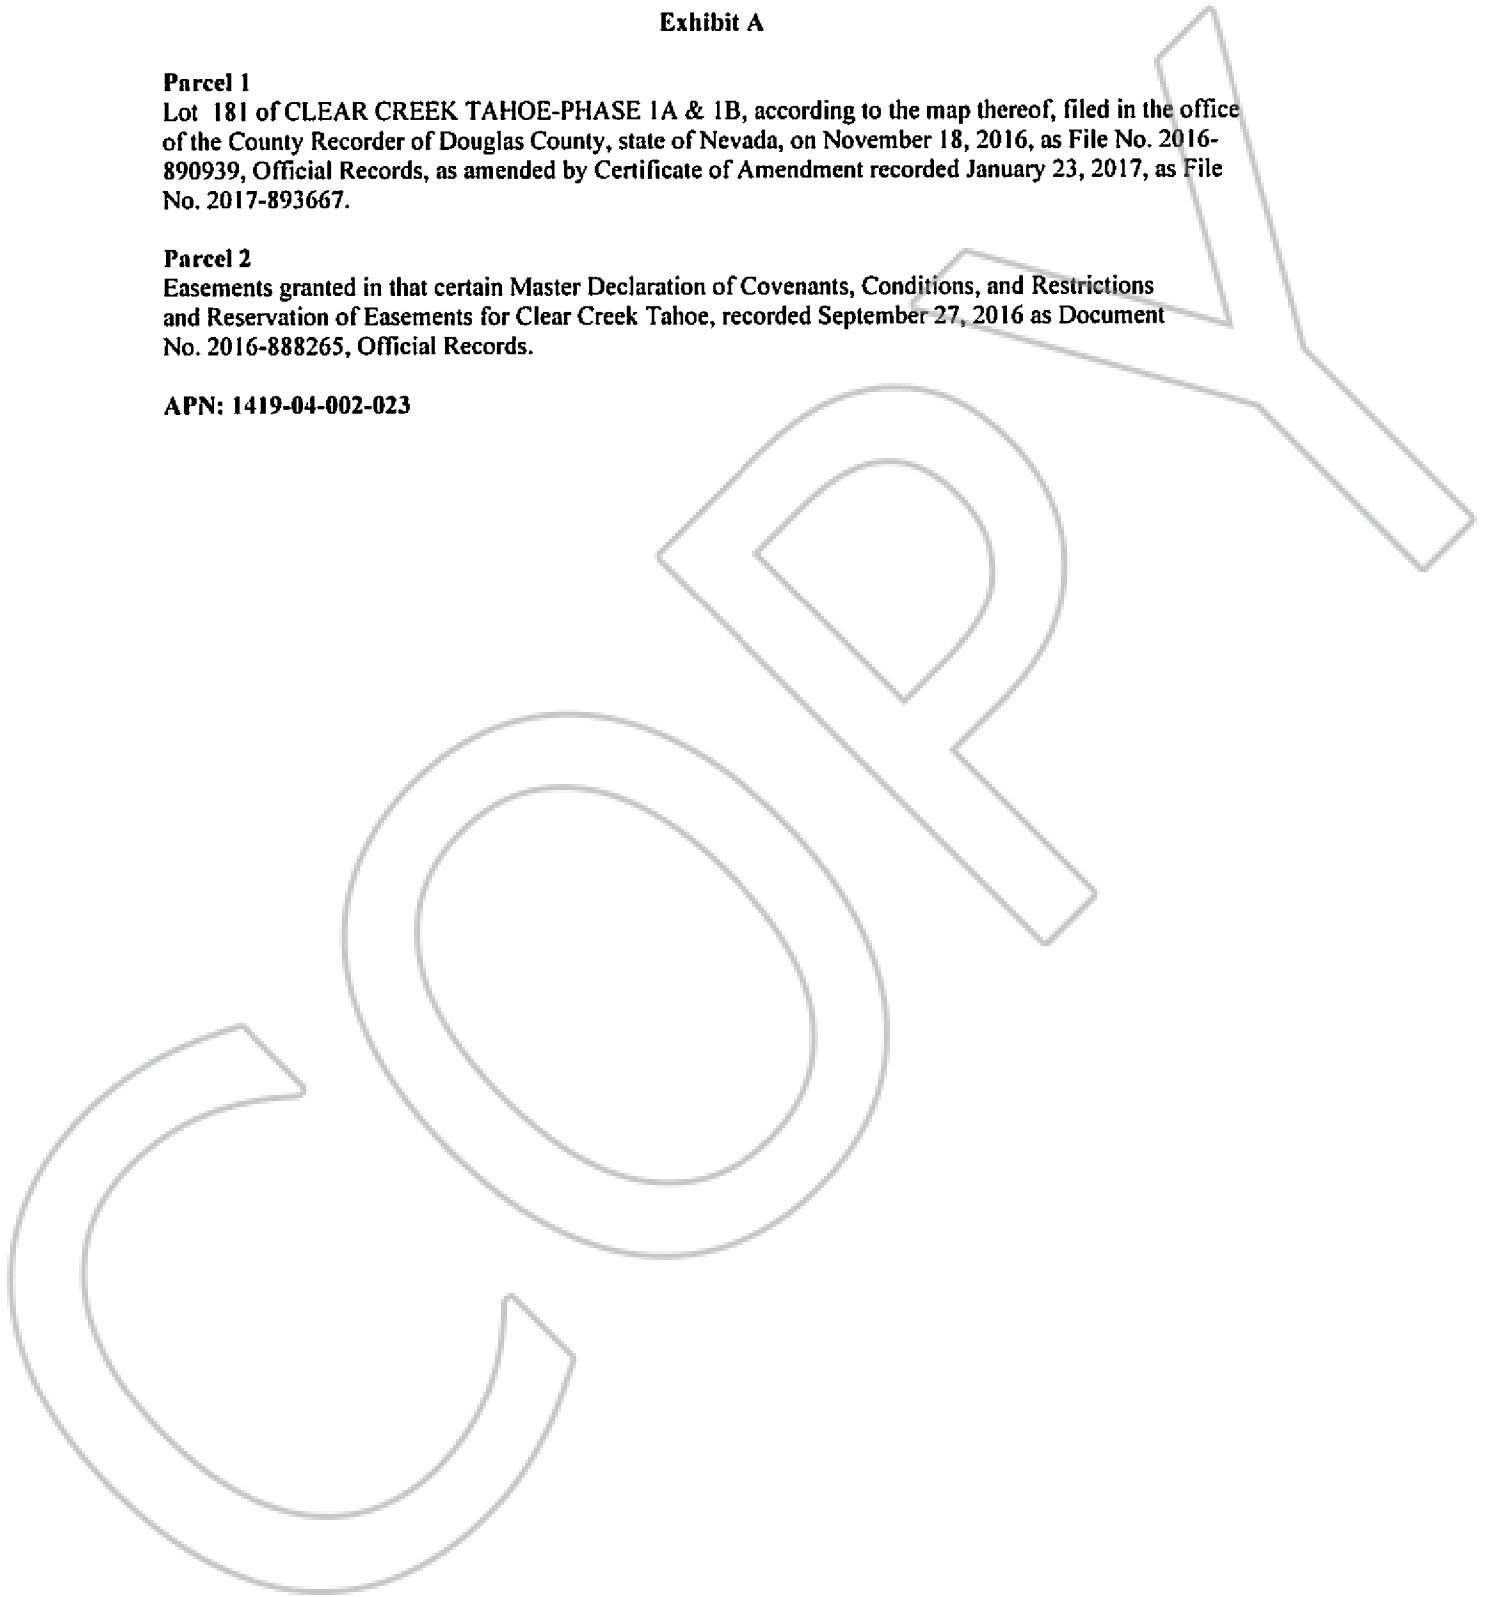 Exhibit A
Parcel 1
Lot 181 of CLEAR CREEK TAHOE-PHASE 1A & 1B, according to the map thereof, filed in the office
of the County Recorder of Douglas County, state of Nevada, on November 18, 2016, as File No. 2016-
890939, Official Records, as amended by Certificate of Amendment recorded January 23, 2017, as File
No. 2017-893667.
Parcel 2
Easements granted in that certain Master Declaration of Covenants, Conditions, and Restrictions
and Reservation of Easements for Clear Creek Tahoe, recorded September 27, 2016 as Document
No. 2016-888265, Official Records.
APN: 1419-04-002-023
COPY